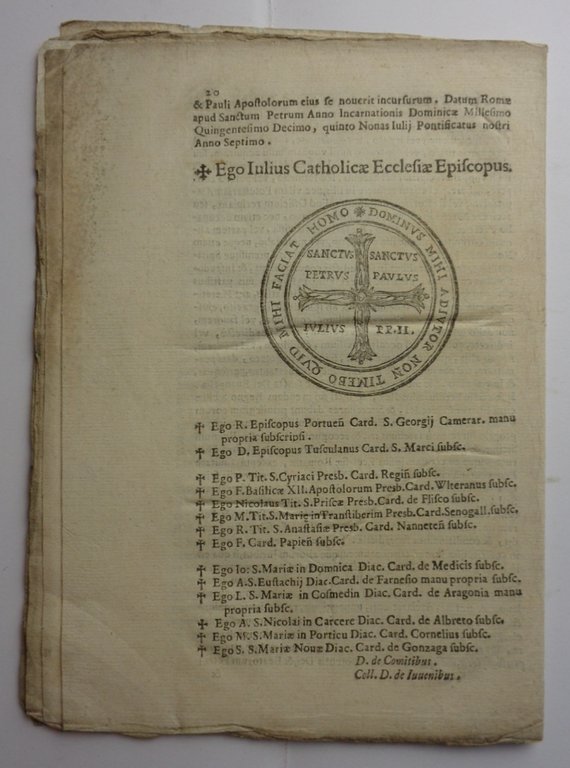 20
& Pauli Apoſtolorum eius ſe nouerit incurſurum. Datum Romæ
apud Sanctum Petrum Anno Incarnationis Dominicæ Milleſimo
Quingenteſimo Decimo, quinto Nonas Iulij Pontificatus noſtri
Anno Septimo.
✠ Ego Iulius Catholicæ Eccleſiæ Epiſcopus.
DOMINVS MIHI ADIVTOR NON TIMEBO QVID MIHI FACIAT HOMO
SANCTVS SANCTVS
PETRVS PAVLVS
IVLIVS PP.II.
✝ Ego R. Epiſcopus Portueñ Card. S. Georgij Camerar. manu
propria ſubſcripſi.
✝ Ego D. Epiſcopus Tuſculanus Card. S. Marci ſubſc.
✝ Ego P. Tit. S.Cyriaci Presb. Card. Regiñ ſubſc.
✝ Ego F. Baſilicæ XII. Apoſtolorum Presb.Card. Wlteranus ſubſc.
✝ Ego Nicolaus Tit. S.Priſcæ Presb.Card. de Fliſco ſubſc.
✝ Ego M.Tit.S.Mariæ in Tranſtiberim Presb.Card.Senogall.ſubſc.
✝ Ego R. Tit. S. Anaſtaſiæ Presb. Card. Nanneteñ ſubſc.
✝ Ego F. Card. Papieñ ſubſc.
✝ Ego Io: S.Mariæ in Domnica Diac. Card. de Medicis ſubſc.
✝ Ego A.S.Euſtachij Diac.Card. de Farneſio manu propria ſubſc.
✝ Ego L. S. Mariæ in Coſmedin Diac. Card. de Aragonia manu
propria ſubſc.
✝ Ego A. S.Nicolai in Carcere Diac. Card. de Albreto ſubſc.
✝ Ego M. S.Mariæ in Porticu Diac. Card. Cornelius ſubſc.
✝ Ego S. S.Mariæ Nouæ Diac. Card. de Gonzaga ſubſc.
D. de Comitibus.
Coll. D. de Iuuenibus.